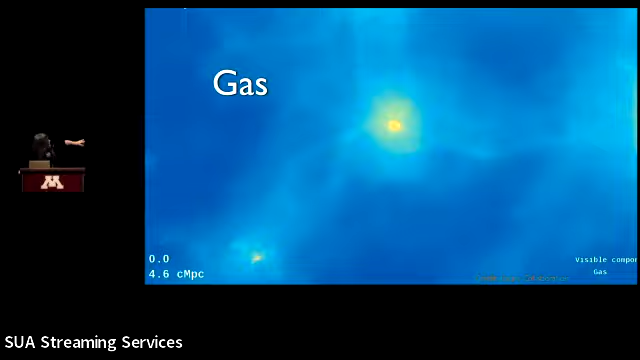 Gas
0.0
4.6 cMpc
Visible compon
Gas
M
SUA Streaming Services